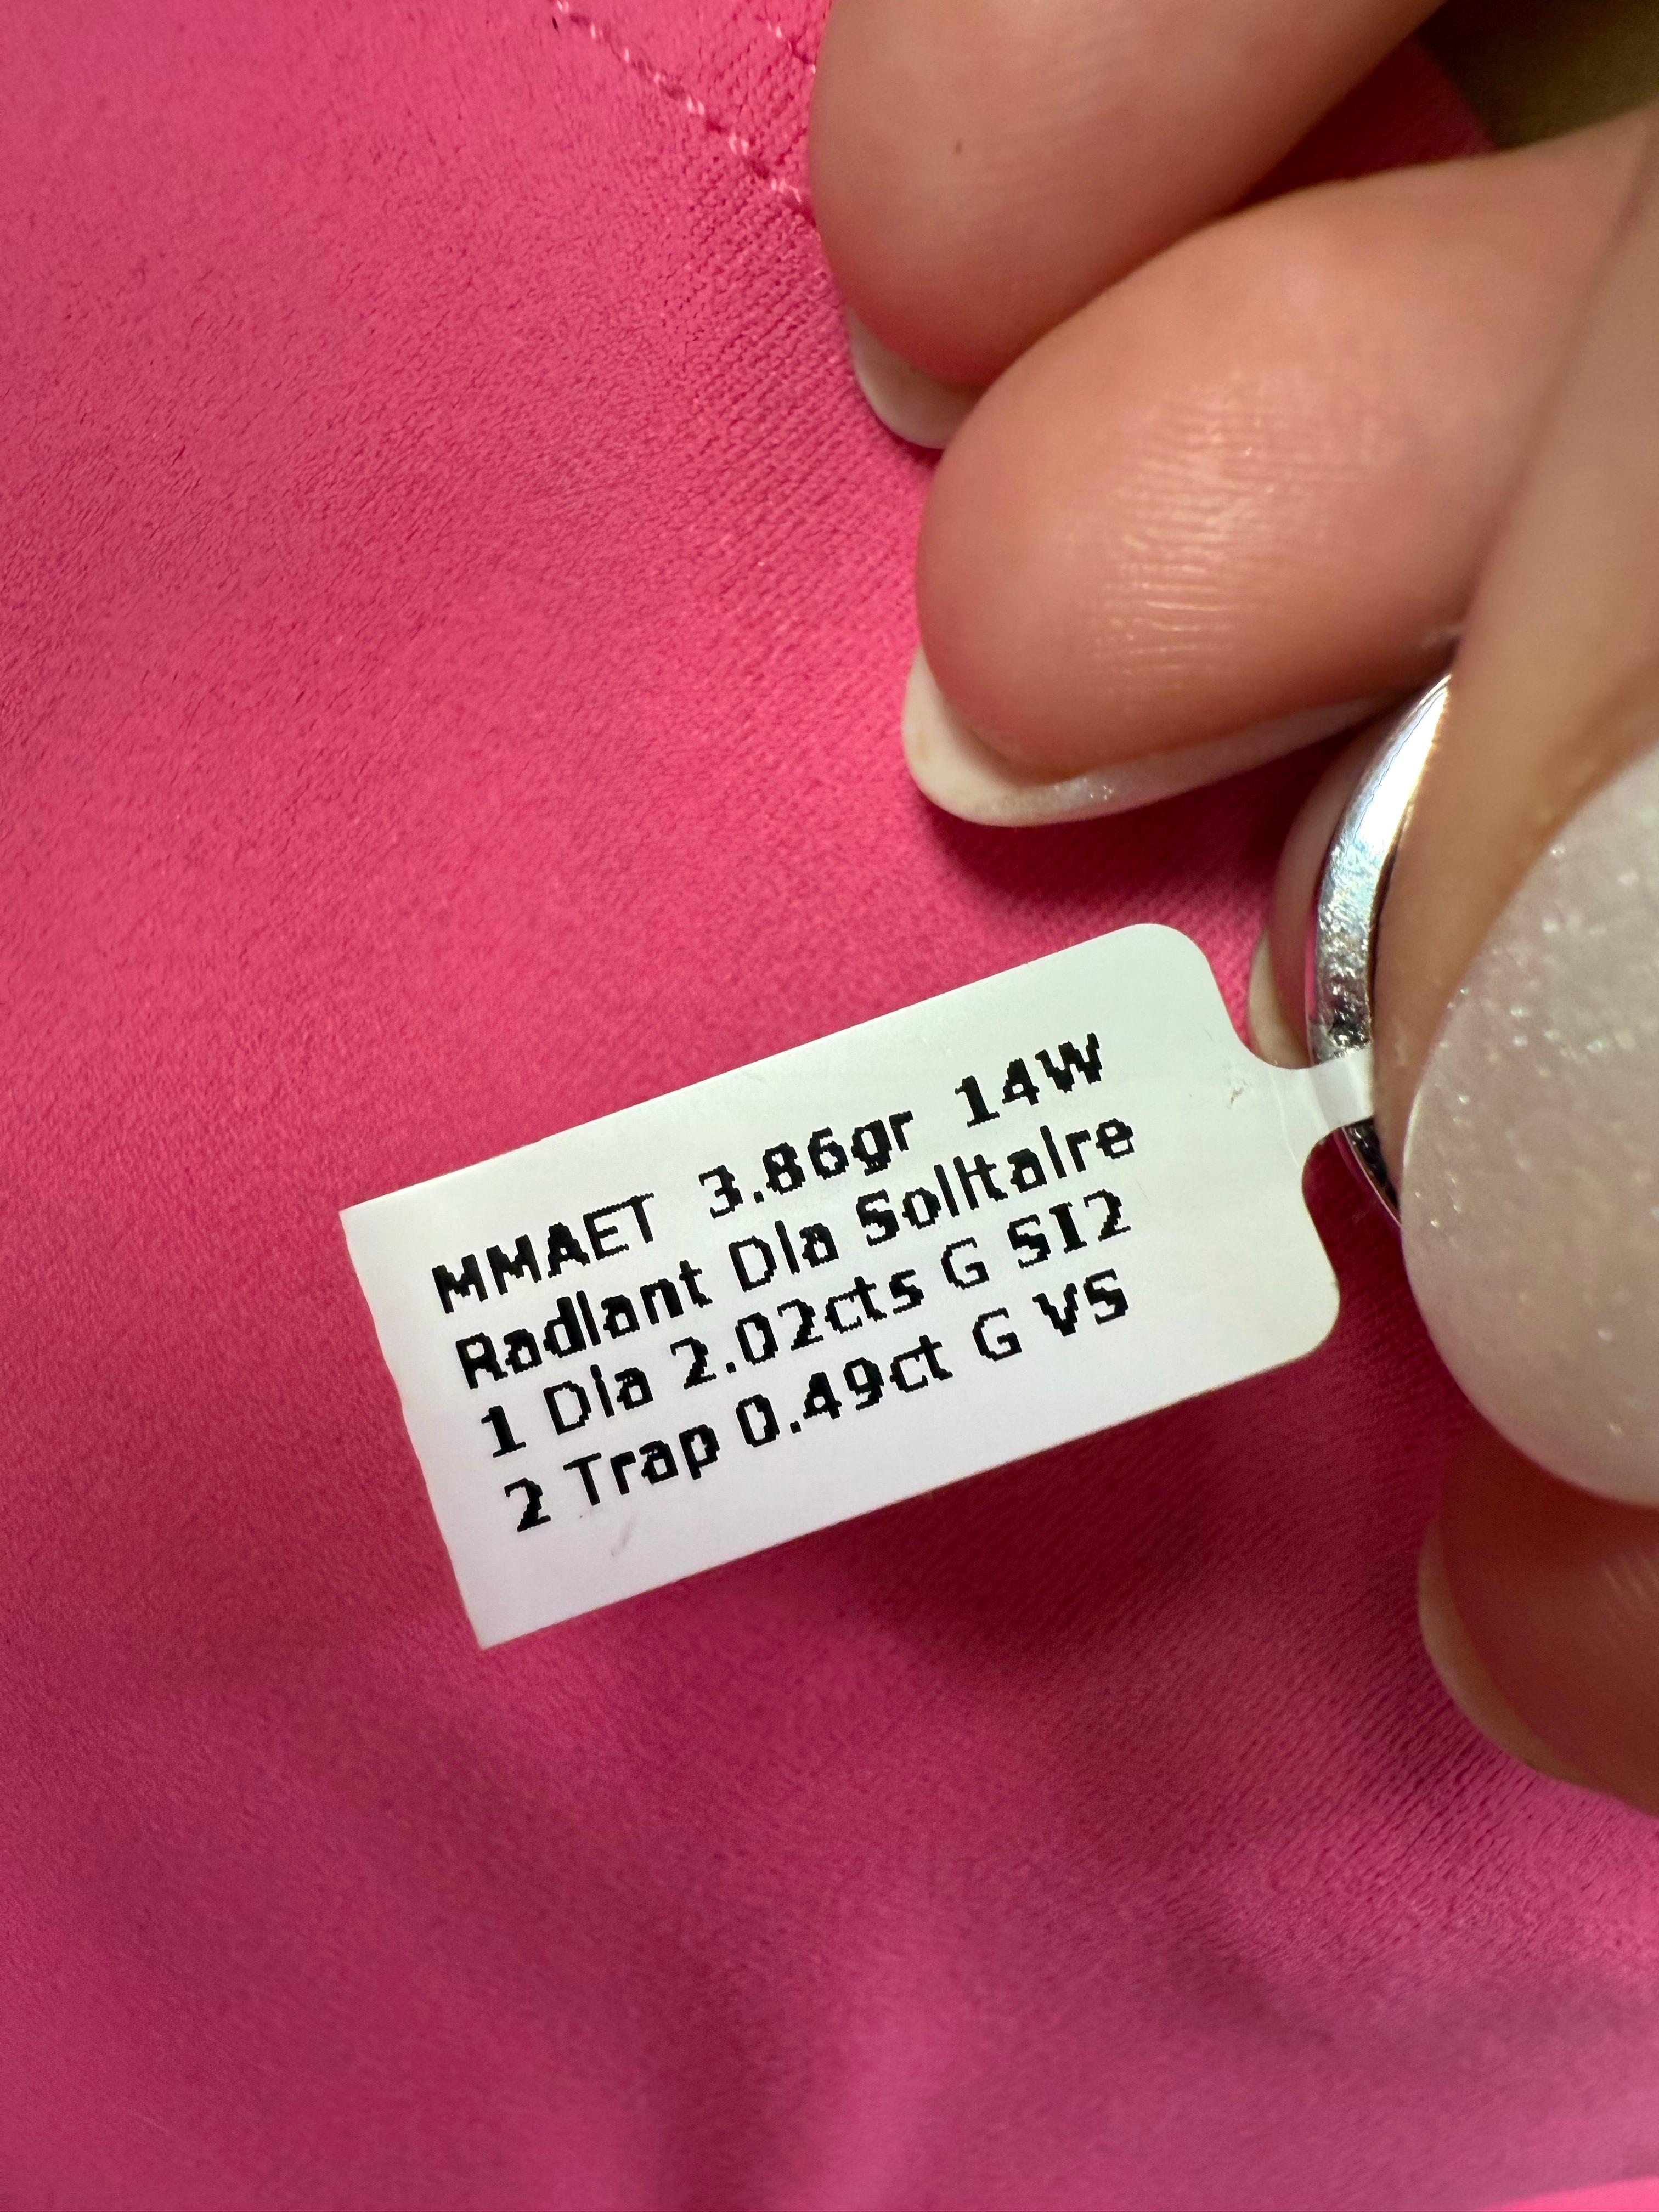 MMAET 3.86gr 14W
Radiant Dia Solitaire
1 Dia 2.02cts G SI2
2 Trap 0.49ct G VS